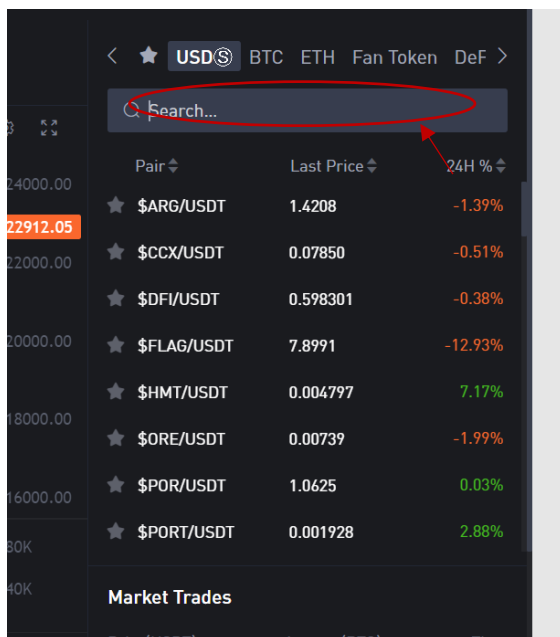 USDⓈ BTC ETH Fan Token DeF
Search...
Pair Last Price 24H %
24000.00
$ARG/USDT 1.4208 -1.39%
22912.05
$CCX/USDT 0.07850 -0.51%
22000.00
$DFI/USDT 0.598301 -0.38%
20000.00
$FLAG/USDT 7.8991 -12.93%
$HMT/USDT 0.004797 7.17%
18000.00
$ORE/USDT 0.00739 -1.99%
$POR/USDT 1.0625 0.03%
16000.00
$PORT/USDT 0.001928 2.88%
80K
40K
Market Trades